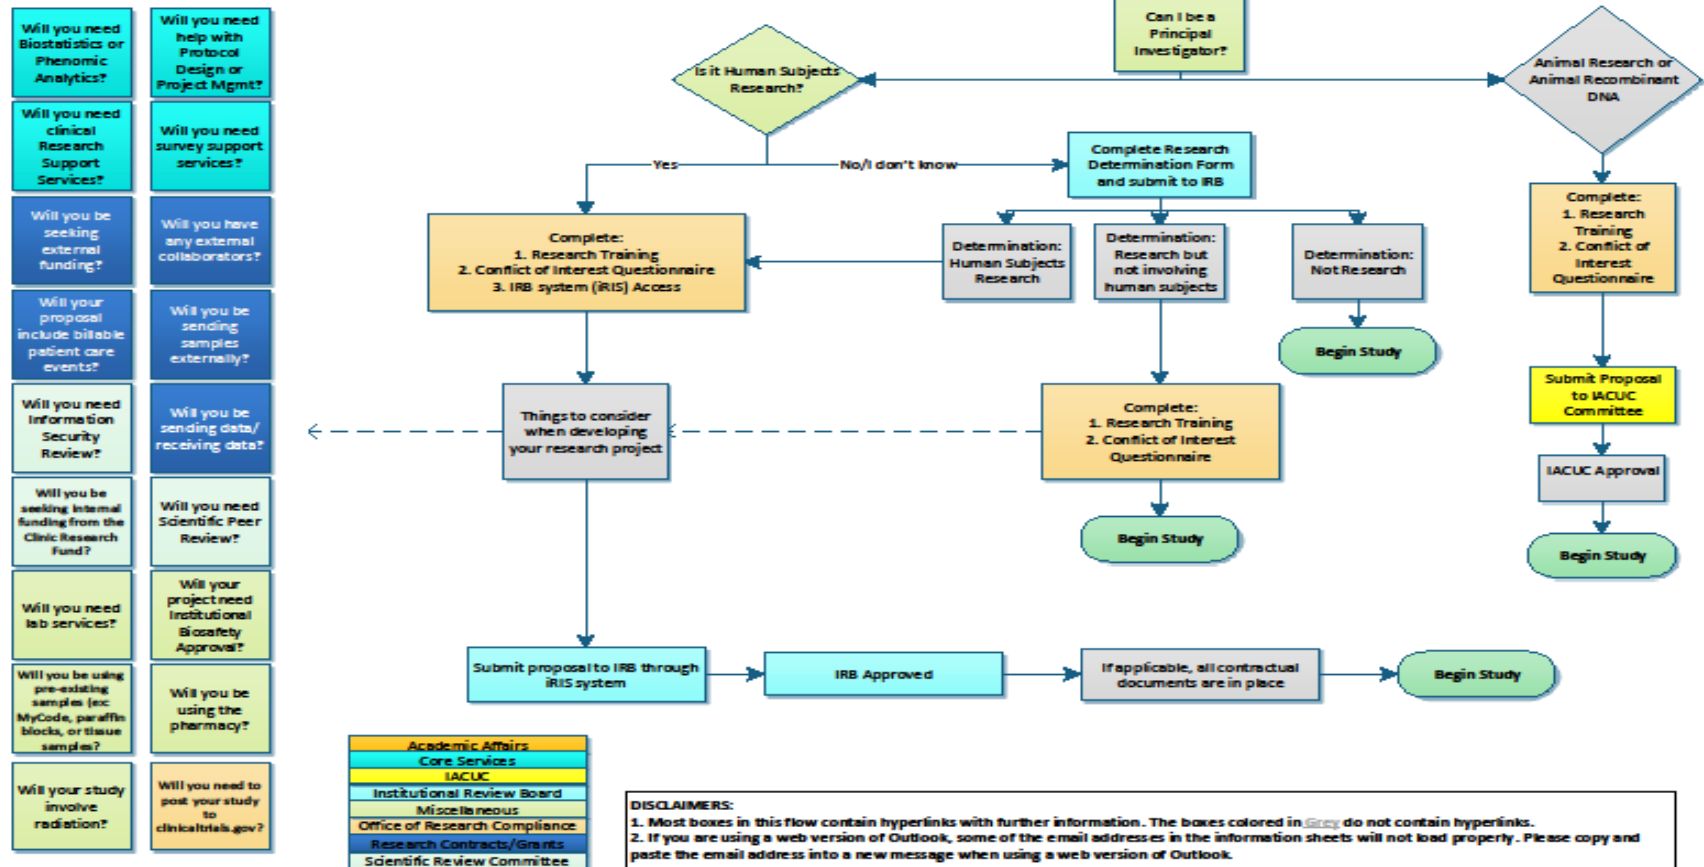 Will you need
Biostatistics or
Phenomic
Analytics?
Will you need
help with
Protocol
Design or
Project Mgmt?
Will you need
clinical
Research
Support
Services?
Will you need
survey support
services?
Will you be
seeking
external
funding?
Will you have
any external
collaborators?
Will your
proposal
include billable
patient care
events?
Will you be
sending
samples
externally?
Will you need
Information
Security
Review?
Will you be
sending data/
receiving data?
Will you be
seeking internal
funding from the
Clinic Research
Fund?
Will you need
Scientific Peer
Review?
Will you need
lab services?
Will your
project need
Institutional
Biosafety
Approval?
Will you be using
pre-existing
samples (ex
MyCode, paraffin
blocks, or tissue
samples?
Will you be
using the
pharmacy?
Will your study
involve
radiation?
Will you need to
post your study
to
clinicaltrials.gov?
Can I be a
Principal
Investigator?
Is it Human Subjects
Research?
Animal Research or
Animal Recombinant
DNA
Yes
No/I don't know
Complete Research
Determination Form
and submit to IRB
Complete:
1. Research Training
2. Conflict of Interest Questionnaire
3. IRB system (iRIS) Access
Determination:
Human Subjects
Research
Determination:
Research but
not involving
human subjects
Determination:
Not Research
Begin Study
Complete:
1. Research
Training
2. Conflict of
Interest
Questionnaire
Submit Proposal
to IACUC
Committee
IACUC Approval
Begin Study
Things to consider
when developing
your research project
Complete:
1. Research Training
2. Conflict of Interest
Questionnaire
Begin Study
Submit proposal to IRB through
iRIS system
IRB Approved
If applicable, all contractual
documents are in place
Begin Study
Academic Affairs
Core Services
IACUC
Institutional Review Board
Miscellaneous
Office of Research Compliance
Research Contracts/Grants
Scientific Review Committee
DISCLAIMERS:
1. Most boxes in this flow contain hyperlinks with further information. The boxes colored in Grey do not contain hyperlinks.
2. If you are using a web version of Outlook, some of the email addresses in the information sheets will not load properly. Please copy and
paste the email address into a new message when using a web version of Outlook.